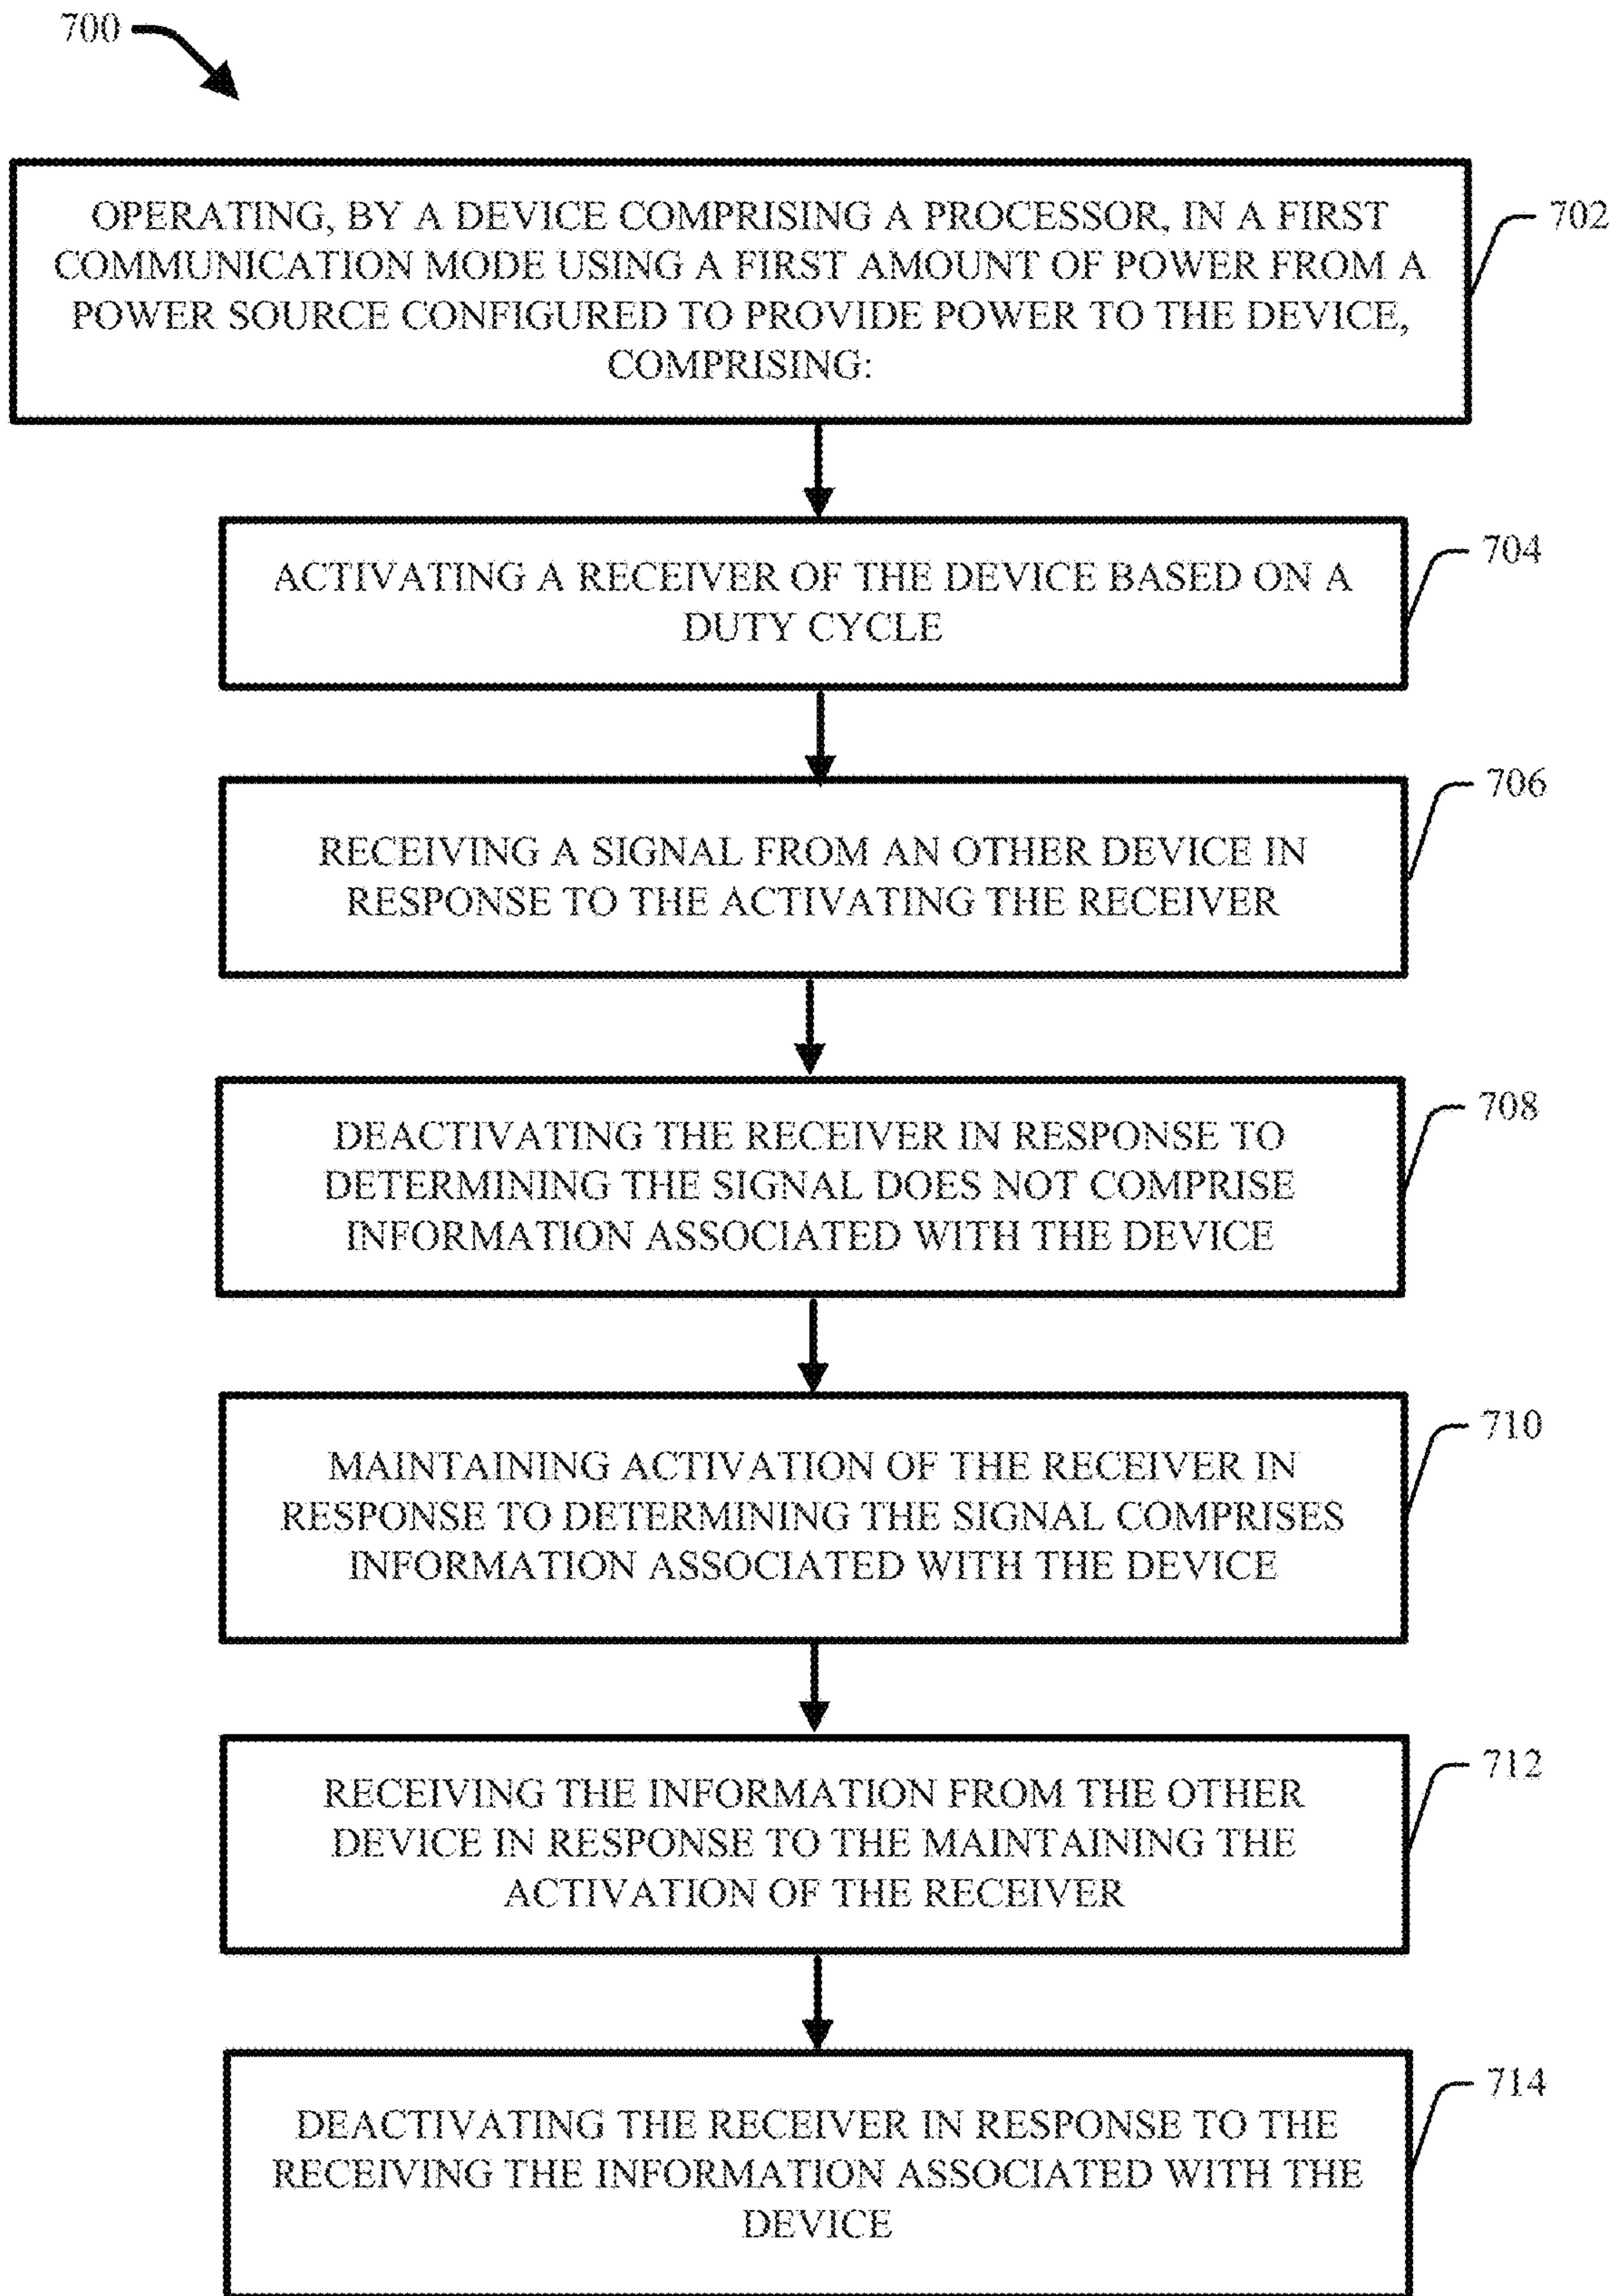 700
OPERATING, BY A DEVICE COMPRISING A PROCESSOR, IN A FIRST
COMMUNICATION MODE USING A FIRST AMOUNT OF POWER FROM A
POWER SOURCE CONFIGURED TO PROVIDE POWER TO THE DEVICE,
COMPRISING:
702
ACTIVATING A RECEIVER OF THE DEVICE BASED ON A
DUTY CYCLE
704
RECEIVING A SIGNAL FROM AN OTHER DEVICE IN
RESPONSE TO THE ACTIVATING THE RECEIVER
706
DEACTIVATING THE RECEIVER IN RESPONSE TO
DETERMINING THE SIGNAL DOES NOT COMPRISE
INFORMATION ASSOCIATED WITH THE DEVICE
708
MAINTAINING ACTIVATION OF THE RECEIVER IN
RESPONSE TO DETERMINING THE SIGNAL COMPRISES
INFORMATION ASSOCIATED WITH THE DEVICE
710
RECEIVING THE INFORMATION FROM THE OTHER
DEVICE IN RESPONSE TO THE MAINTAINING THE
ACTIVATION OF THE RECEIVER
712
DEACTIVATING THE RECEIVER IN RESPONSE TO THE
RECEIVING THE INFORMATION ASSOCIATED WITH THE
DEVICE
714